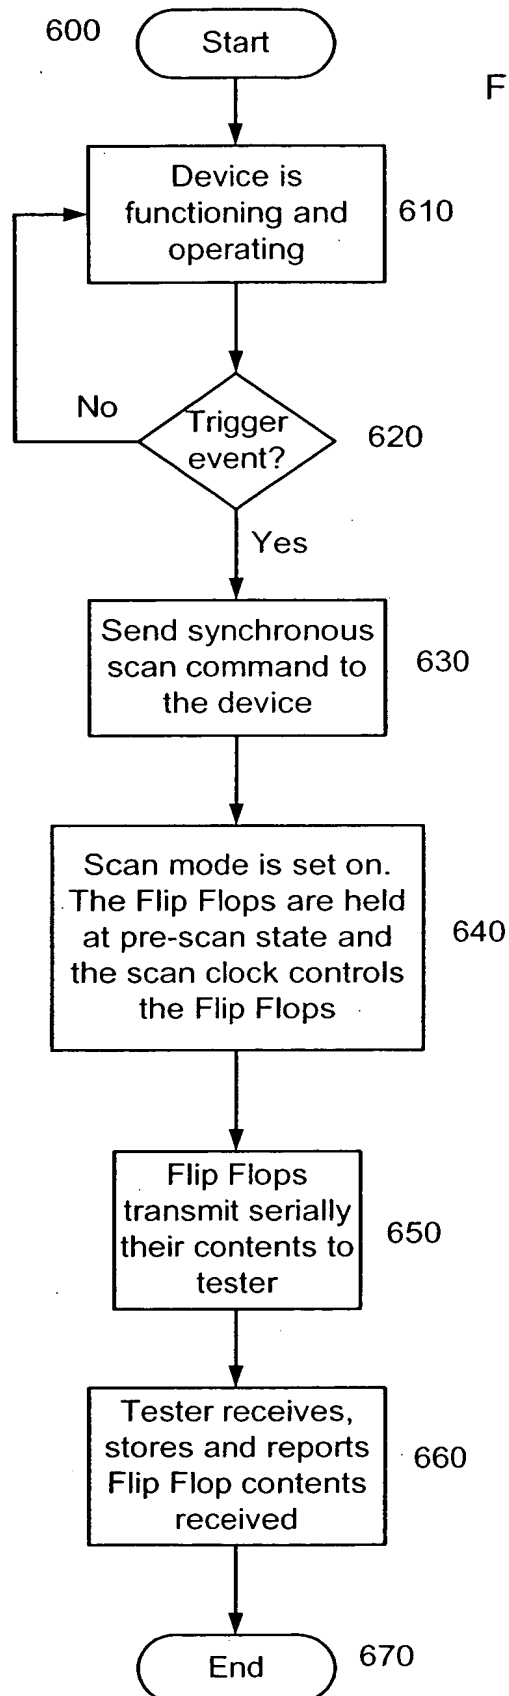 600
Start
F
Device is
functioning and
operating
610
No
Trigger
event?
620
Yes
Send synchronous
scan command to
the device
630
Scan mode is set on.
The Flip Flops are held
at pre-scan state and
the scan clock controls
the Flip Flops
640
Flip Flops
transmit serially
their contents to
tester
650
Tester receives,
stores and reports
Flip Flop contents
received
660
End
670